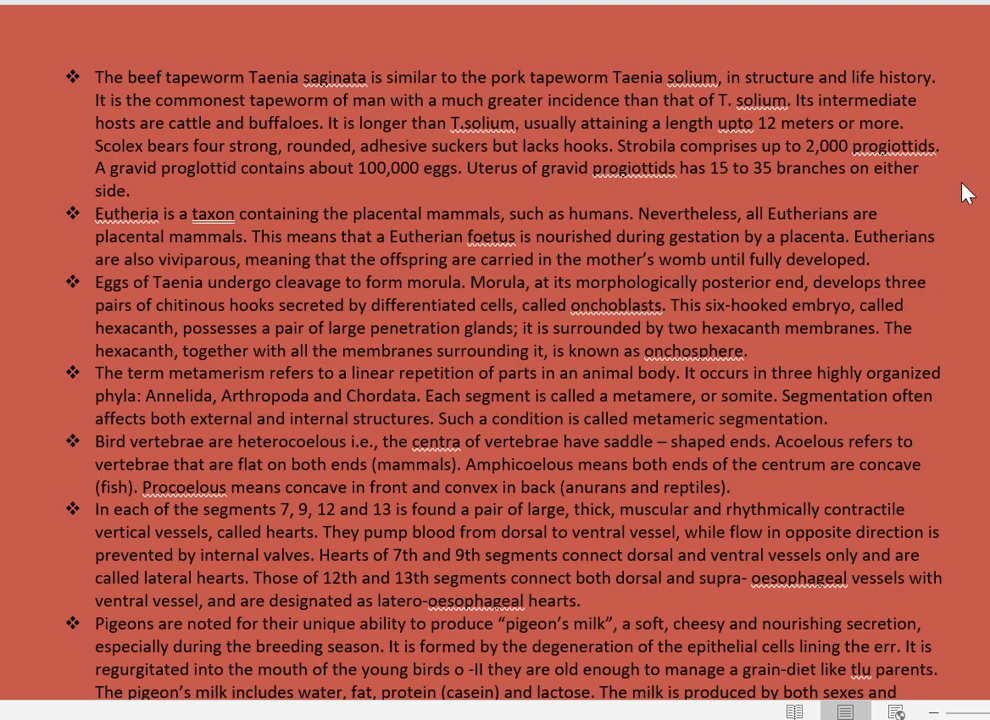 ❖ The beef tapeworm Taenia saginata is similar to the pork tapeworm Taenia solium, in structure and life history.
It is the commonest tapeworm of man with a much greater incidence than that of T. solium. Its intermediate
hosts are cattle and buffaloes. It is longer than T.solium, usually attaining a length upto 12 meters or more.
Scolex bears four strong, rounded, adhesive suckers but lacks hooks. Strobila comprises up to 2,000 progiottids.
A gravid proglottid contains about 100,000 eggs. Uterus of gravid progiottids has 15 to 35 branches on either
side.
❖ Eutheria is a taxon containing the placental mammals, such as humans. Nevertheless, all Eutherians are
placental mammals. This means that a Eutherian foetus is nourished during gestation by a placenta. Eutherians
are also viviparous, meaning that the offspring are carried in the mother’s womb until fully developed.
❖ Eggs of Taenia undergo cleavage to form morula. Morula, at its morphologically posterior end, develops three
pairs of chitinous hooks secreted by differentiated cells, called onchoblasts. This six-hooked embryo, called
hexacanth, possesses a pair of large penetration glands; it is surrounded by two hexacanth membranes. The
hexacanth, together with all the membranes surrounding it, is known as onchosphere.
❖ The term metamerism refers to a linear repetition of parts in an animal body. It occurs in three highly organized
phyla: Annelida, Arthropoda and Chordata. Each segment is called a metamere, or somite. Segmentation often
affects both external and internal structures. Such a condition is called metameric segmentation.
❖ Bird vertebrae are heterocoelous i.e., the centra of vertebrae have saddle – shaped ends. Acoelous refers to
vertebrae that are flat on both ends (mammals). Amphicoelous means both ends of the centrum are concave
(fish). Procoelous means concave in front and convex in back (anurans and reptiles).
❖ In each of the segments 7, 9, 12 and 13 is found a pair of large, thick, muscular and rhythmically contractile
vertical vessels, called hearts. They pump blood from dorsal to ventral vessel, while flow in opposite direction is
prevented by internal valves. Hearts of 7th and 9th segments connect dorsal and ventral vessels only and are
called lateral hearts. Those of 12th and 13th segments connect both dorsal and supra- oesophageal vessels with
ventral vessel, and are designated as latero-oesophageal hearts.
❖ Pigeons are noted for their unique ability to produce “pigeon’s milk”, a soft, cheesy and nourishing secretion,
especially during the breeding season. It is formed by the degeneration of the epithelial cells lining the err. It is
regurgitated into the mouth of the young birds o -II they are old enough to manage a grain-diet like tlu parents.
The pigeon’s milk includes water, fat, protein (casein) and lactose. The milk is produced by both sexes and